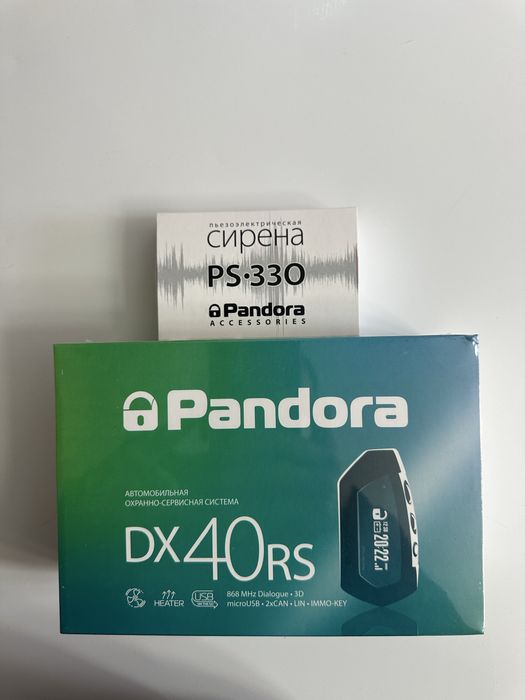 пьезоэлектрическая
сирена
PS·330
Pandora
ACCESSORIES
Pandora
АВТОМОБИЛЬНАЯ
ОХРАННО-СЕРВИСНАЯ СИСТЕМА
DX40RS
HEATER
USB
868 MHz Dialogue • 3D
microUSB • 2xCAN • LIN • IMMO-KEY
20:22